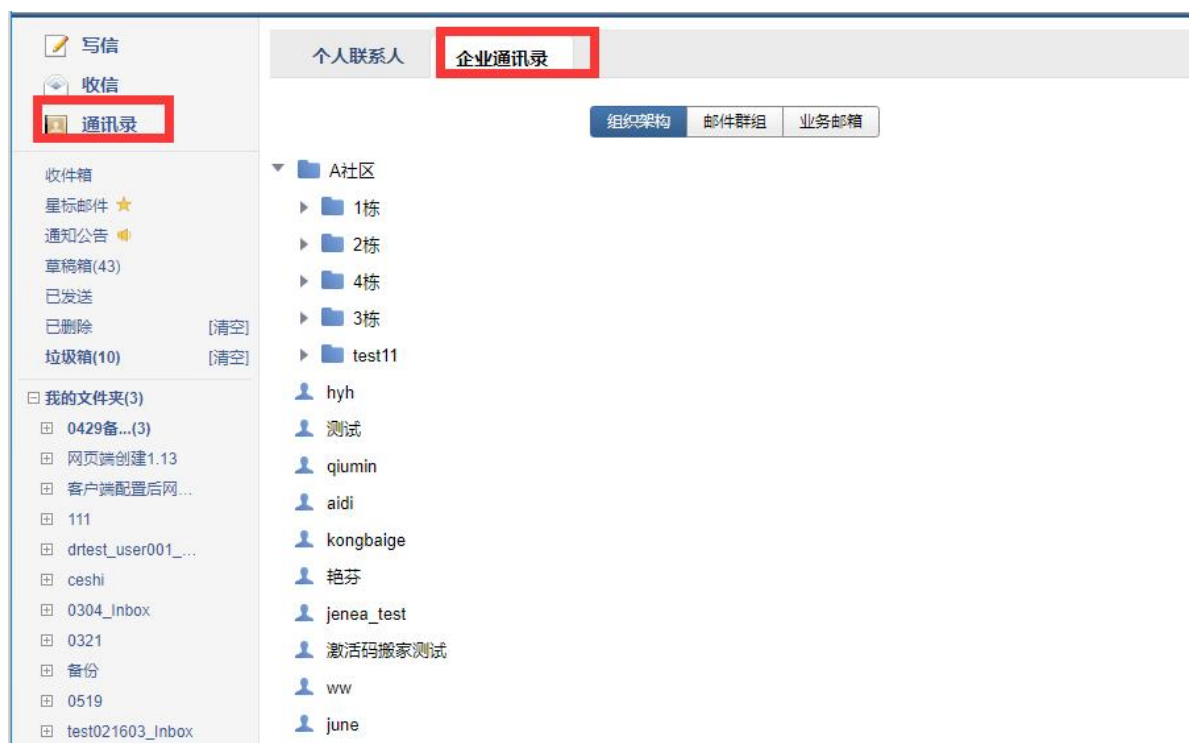 写信
收信
通讯录
收件箱
星标邮件
通知公告
草稿箱(43)
已发送
已删除 [清空]
垃圾箱(10) [清空]
我的文件夹(3)
0429备...(3)
网页端创建1.13
客户端配置后网...
111
drtest_user001_...
ceshi
0304_Inbox
0321
备份
0519
test021603_Inbox
个人联系人 企业通讯录
组织架构 邮件群组 业务邮箱
A社区
1栋
2栋
4栋
3栋
test11
hyh
测试
qiumin
aidi
kongbaige
艳芬
jenea_test
激活码搬家测试
ww
june